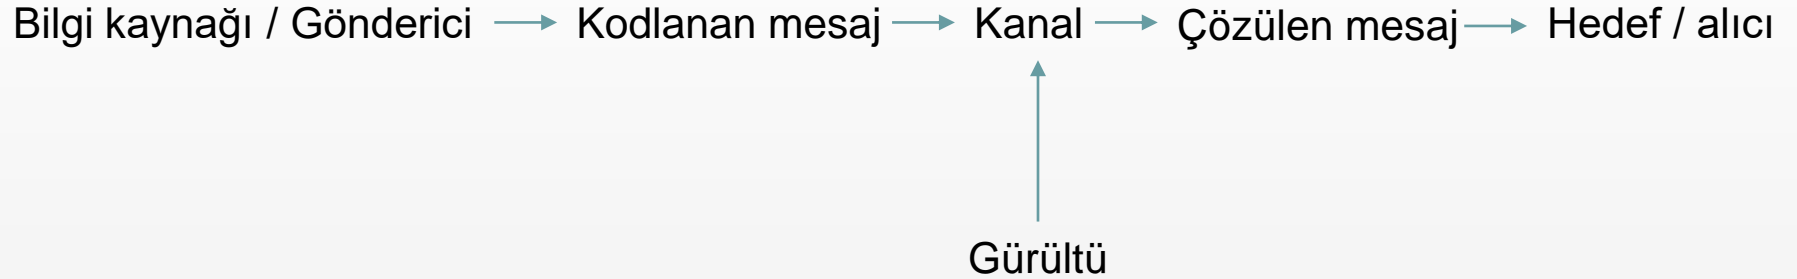 Bilgi kaynağı / Gönderici → Kodlanan mesaj → Kanal → Çözülen mesaj → Hedef / alıcı
Gürültü